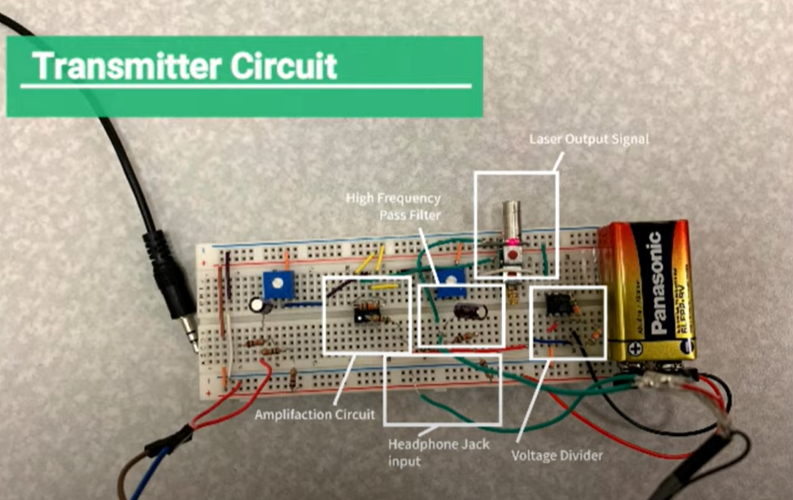 Transmitter Circuit
Laser Output Signal
High Frequency
Pass Filter
Panasonic
Amplifaction Circuit
Headphone Jack
input
Voltage Divider